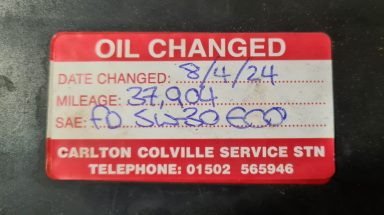 OIL CHANGED
DATE CHANGED: 8/4/24
MILEAGE: 37,904
SAE: FD 5W30 ECO
CARLTON COLVILLE SERVICE STN
TELEPHONE: 01502 565946